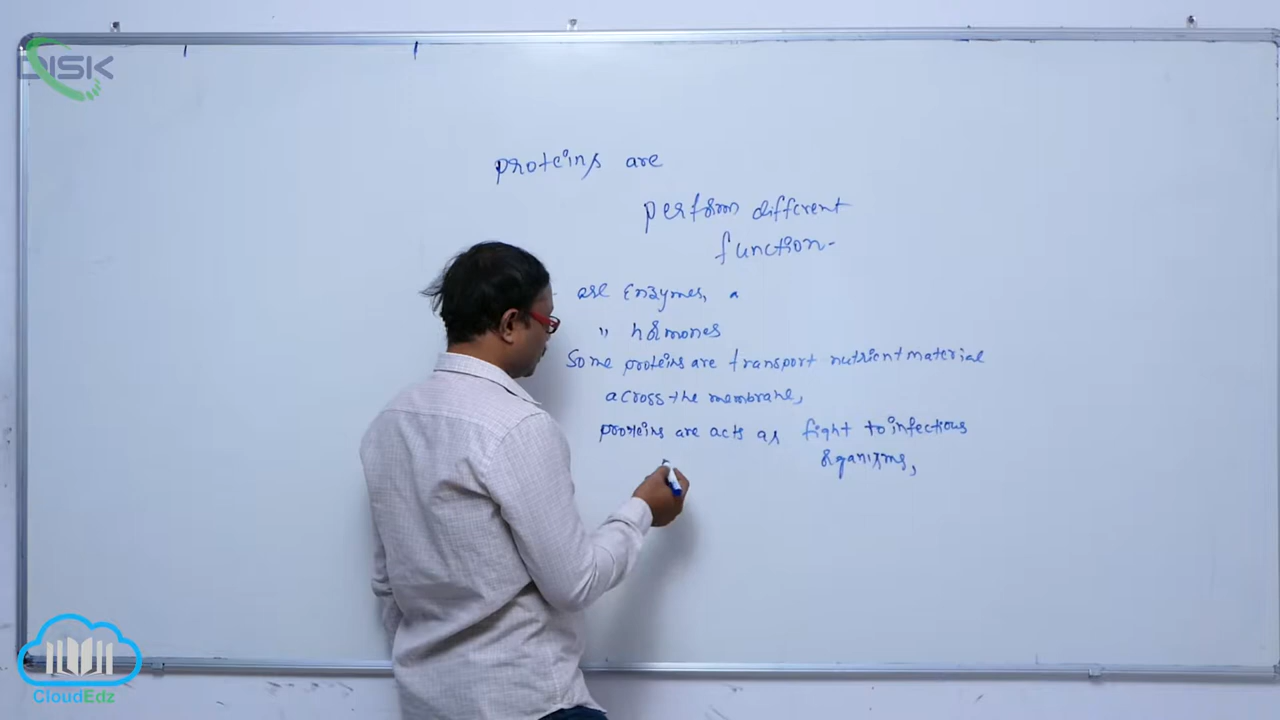 DISK
proteins are
perform different
function-
are Enzymes, a
" hormones
Some proteins are transport nutrient material
across the membrane,
proteins are acts as fight to infectious
organisms,
CloudEdz